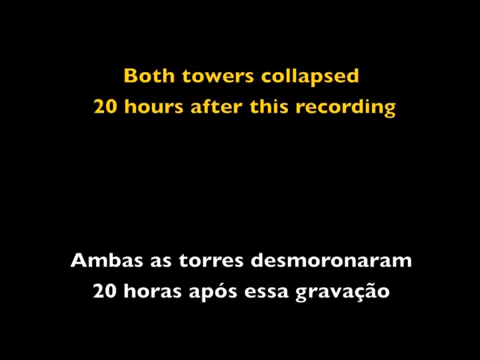 Both towers collapsed
20 hours after this recording
Ambas as torres desmoronaram
20 horas após essa gravação